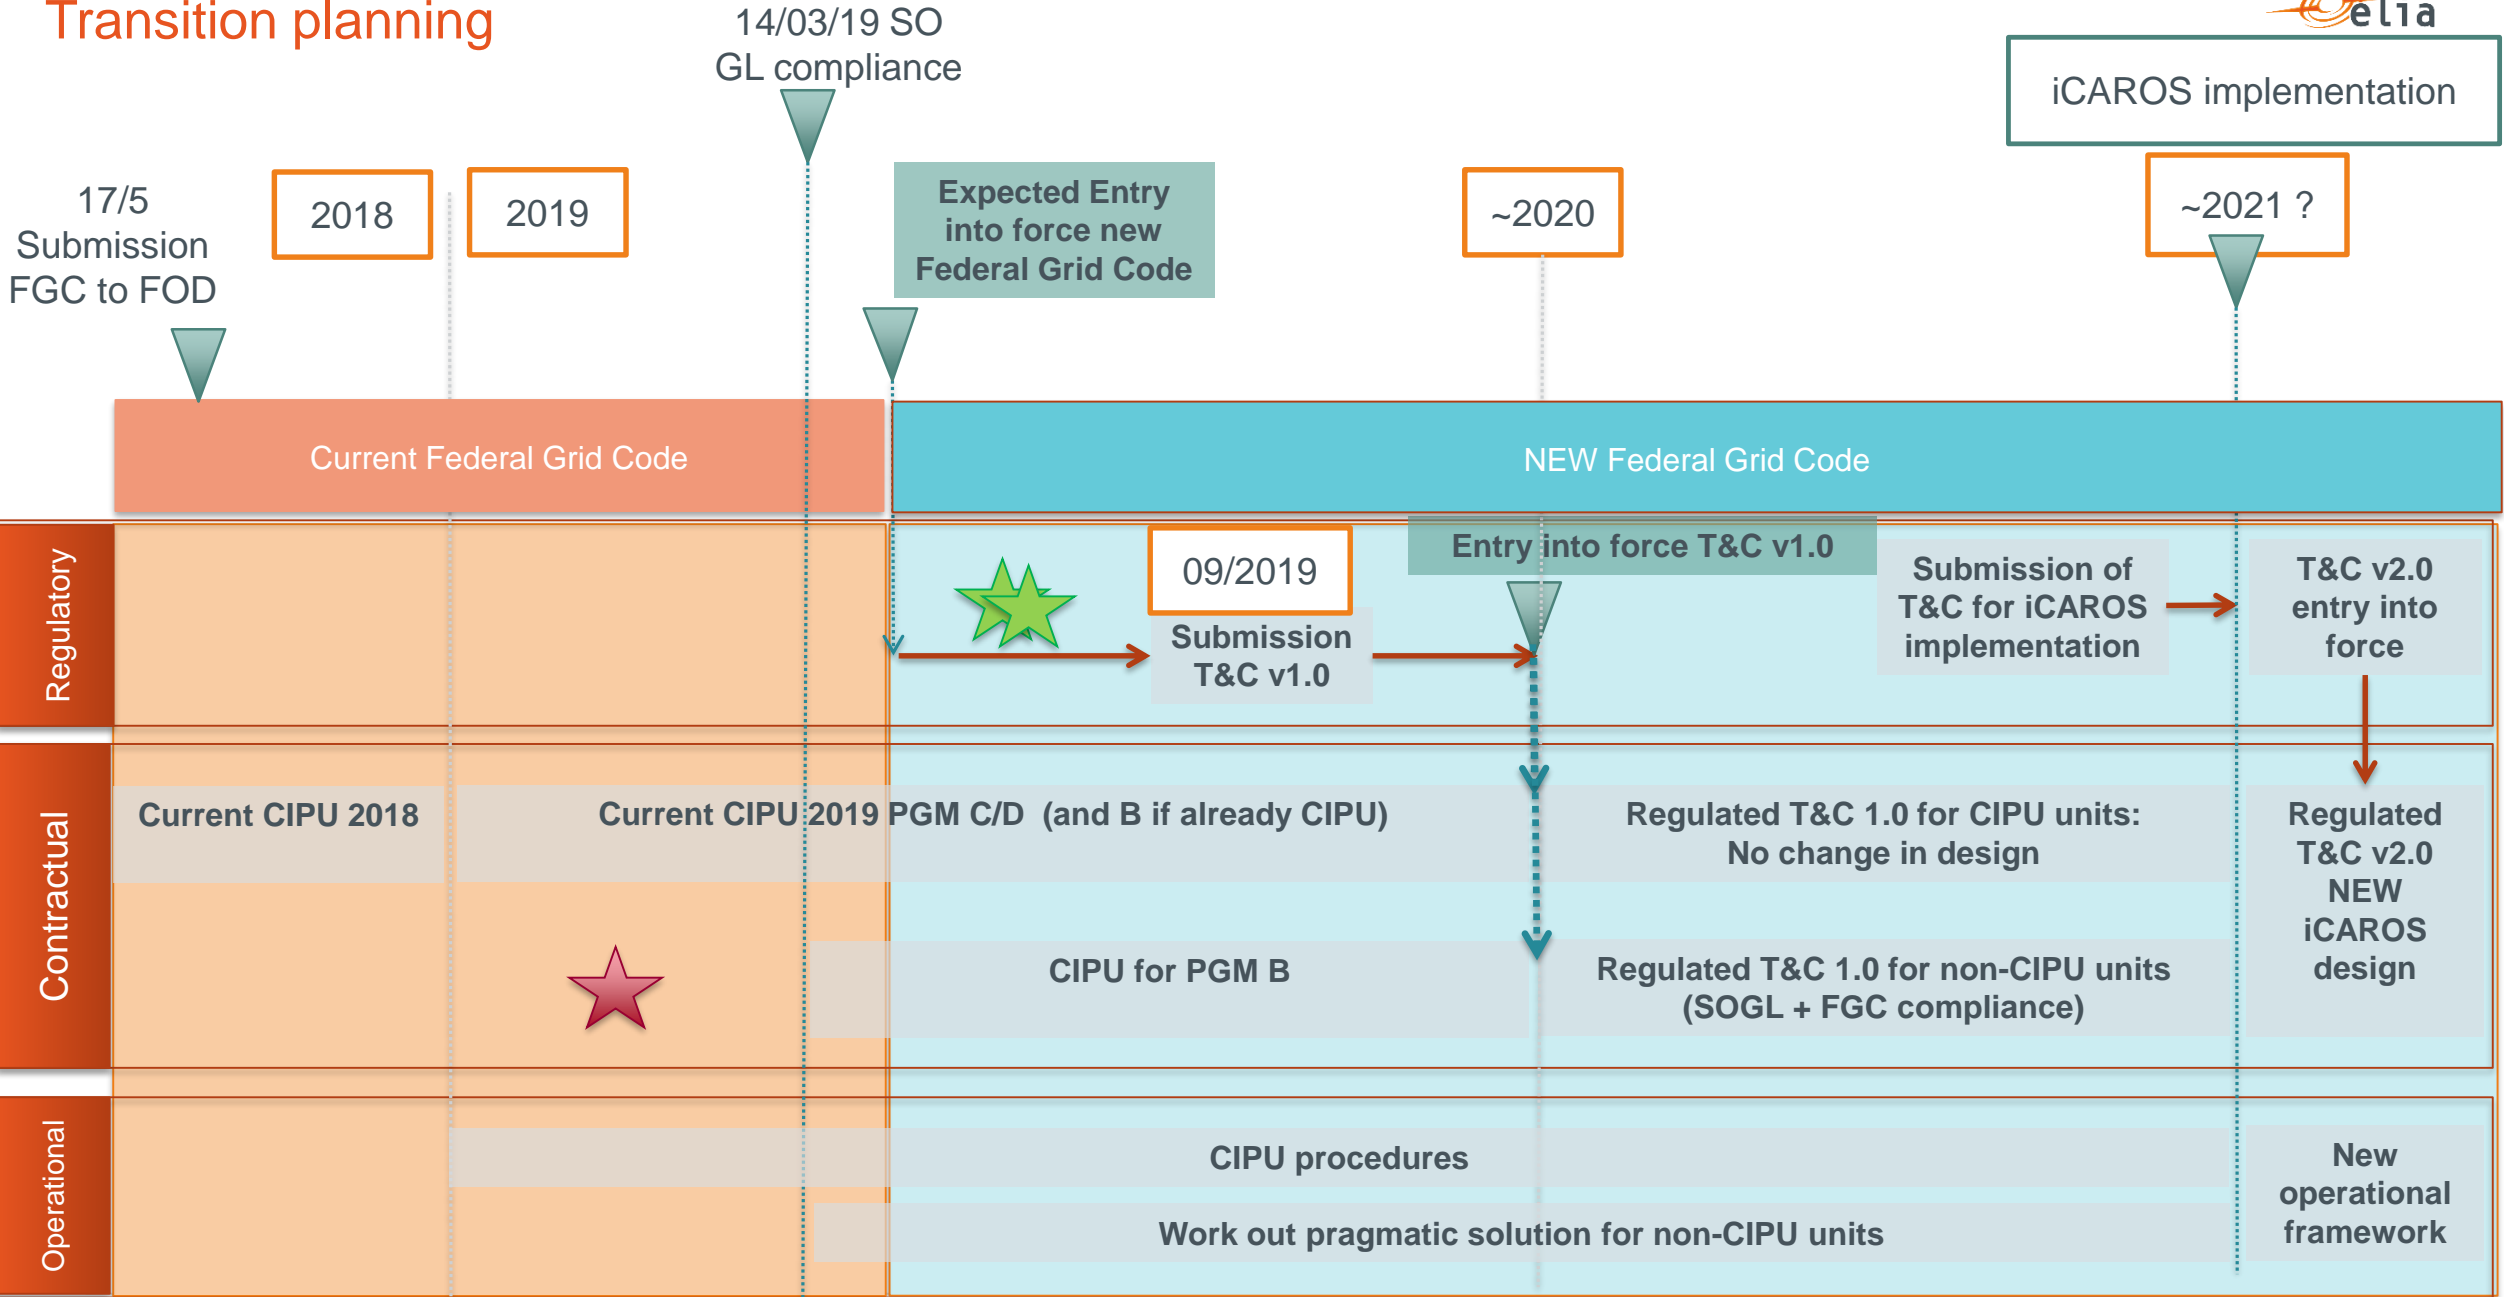 Transition planning
14/03/19 SO
GL compliance
elia
iCAROS implementation
17/5
Submission
FGC to FOD
2018
2019
Expected Entry
into force new
Federal Grid Code
~2020
~2021 ?
Current Federal Grid Code
NEW Federal Grid Code
Regulatory
09/2019
Submission
T&C v1.0
Entry into force T&C v1.0
Submission of
T&C for iCAROS
implementation
T&C v2.0
entry into
force
Contractual
Current CIPU 2018
Current CIPU 2019 PGM C/D (and B if already CIPU)
Regulated T&C 1.0 for CIPU units:
No change in design
Regulated
T&C v2.0
NEW
iCAROS
design
CIPU for PGM B
Regulated T&C 1.0 for non-CIPU units
(SOGL + FGC compliance)
Operational
CIPU procedures
Work out pragmatic solution for non-CIPU units
New
operational
framework